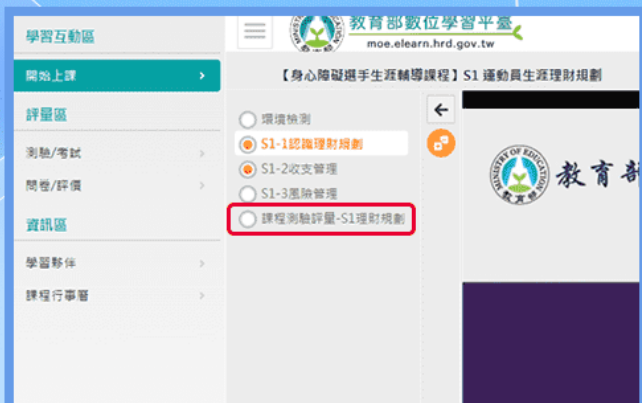 學習互動區
開始上課
評量區
測驗/考試
問卷/評價
資訊區
學習夥伴
課程行事曆
教育部數位學習平臺
moe.elearn.hrd.gov.tw
【身心障礙選手生涯輔導課程】S1 運動員生涯理財規劃
環境檢測
S1-1認識理財規劃
S1-2收支管理
S1-3風險管理
課程測驗評量-S1理財規劃
MINISTRY OF EDUCATION
教育部
教育部